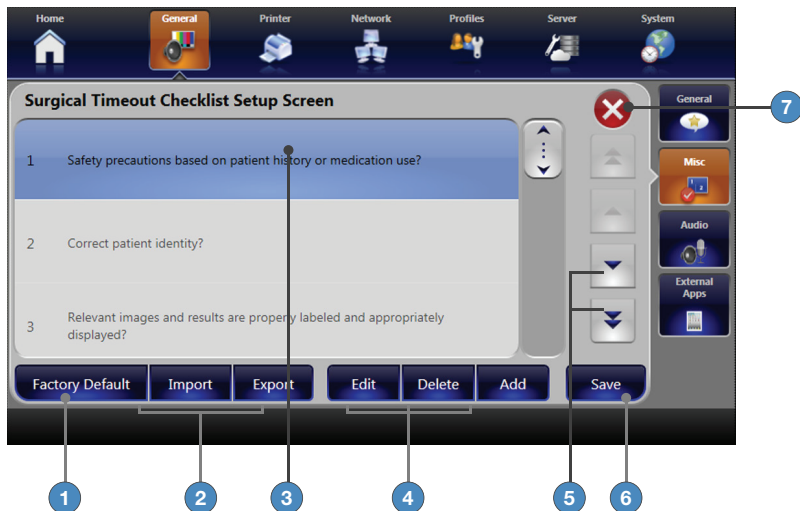 Home General Printer Network Profiles Server System
Surgical Timeout Checklist Setup Screen
1 Safety precautions based on patient history or medication use?
2 Correct patient identity?
3 Relevant images and results are properly labeled and appropriately
displayed?
General
Misc
Audio
External
Apps
Factory Default Import Export Edit Delete Add Save
7
1 2 3 4 5 6